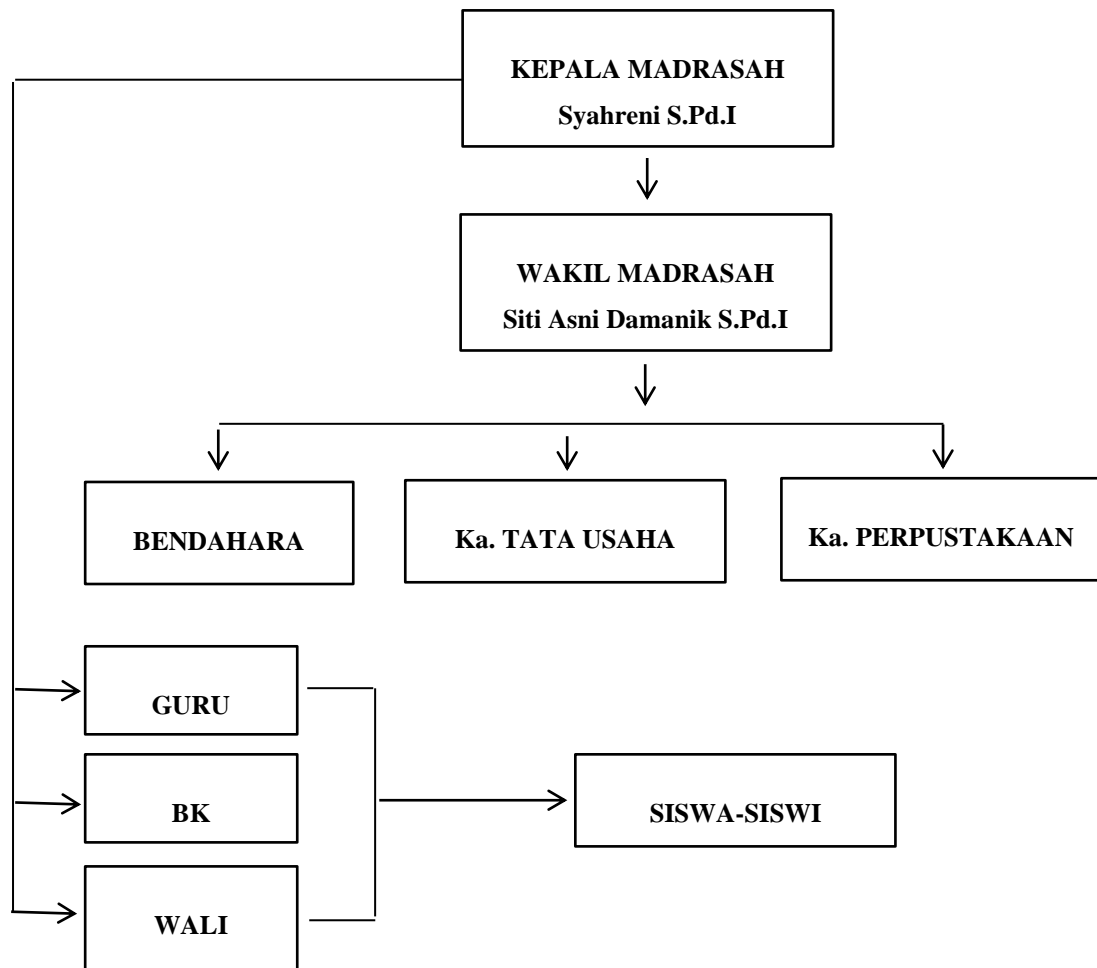 KEPALA MADRASAH
Syahreni S.Pd.I
WAKIL MADRASAH
Siti Asni Damanik S.Pd.I
BENDAHARA
Ka. TATA USAHA
Ka. PERPUSTAKAAN
GURU
BK
SISWA-SISWI
WALI